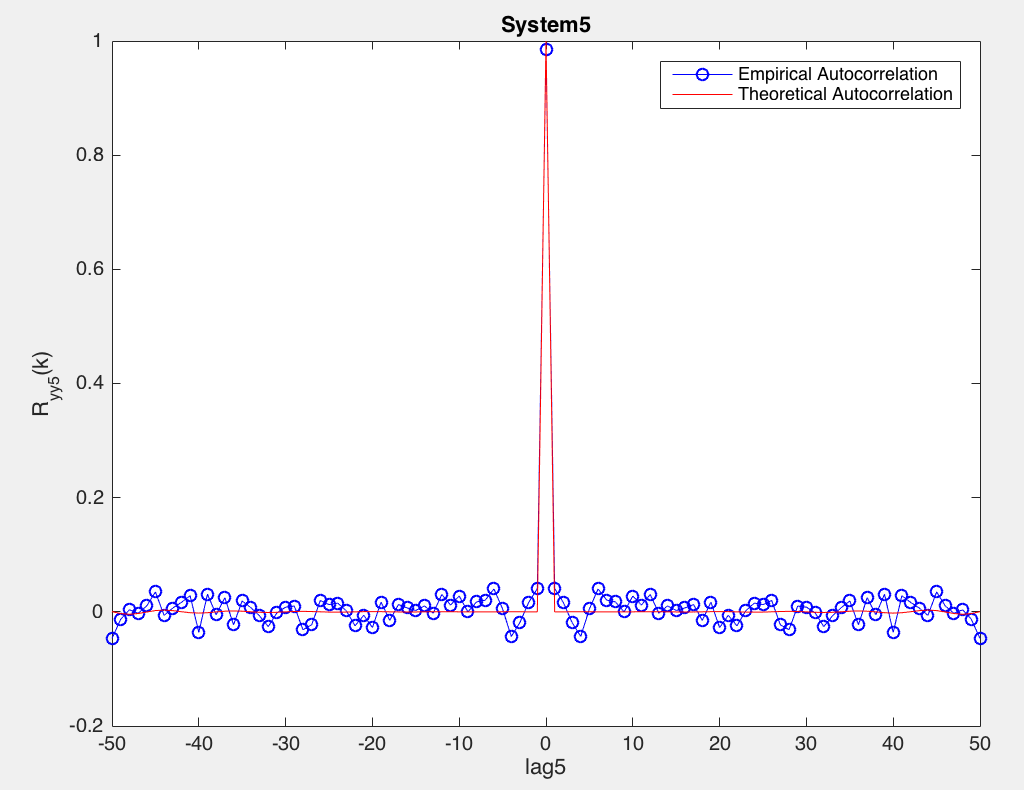 System5
Empirical Autocorrelation
Theoretical Autocorrelation
1
0.8
0.6
0.4
0.2
0
-0.2
R_yy5(k)
-50 -40 -30 -20 -10 0 10 20 30 40 50
lag5